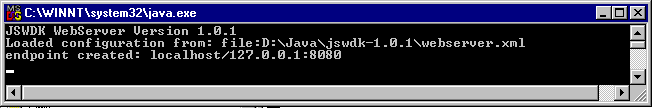 C:\WINNT\system32\java.exe
JSWDK WebServer Version 1.0.1
Loaded configuration from: file:D:\Java\jswdk-1.0.1\webserver.xml
endpoint created: localhost/127.0.0.1:8080